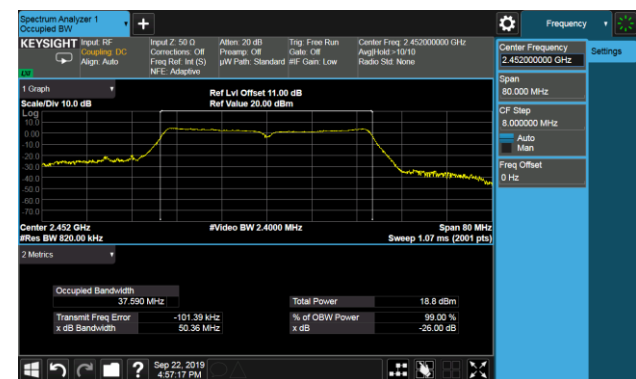 Spectrum Analyzer 1
Occupied BW
Frequency
KEYSIGHT
Input: RF
Coupling: DC
Align: Auto
Input Z: 50 Ω
Corrections: Off
Freq Ref: Int (S)
NFE: Adaptive
Atten: 20 dB
Preamp: Off
µW Path: Standard
Trig: Free Run
Gate: Off
#IF Gain: Low
Center Freq: 2.452000000 GHz
Avg|Hold:>10/10
Radio Std: None
Center Frequency
2.452000000 GHz
Settings
Span
80.000 MHz
CF Step
8.000000 MHz
Auto
Man
Freq Offset
0 Hz
1 Graph
Scale/Div 10.0 dB
Ref Lvl Offset 11.00 dB
Ref Value 20.00 dBm
Log
10.0
0.00
-10.0
-20.0
-30.0
-40.0
-50.0
-60.0
-70.0
Center 2.452 GHz
#Res BW 820.00 kHz
#Video BW 2.4000 MHz
Span 80 MHz
Sweep 1.07 ms (2001 pts)
2 Metrics
Occupied Bandwidth
37.590 MHz
Total Power 18.8 dBm
Transmit Freq Error -101.39 kHz
% of OBW Power 99.00 %
x dB Bandwidth 50.36 MHz
x dB -26.00 dB
?
Sep 22, 2019
4:57:17 PM